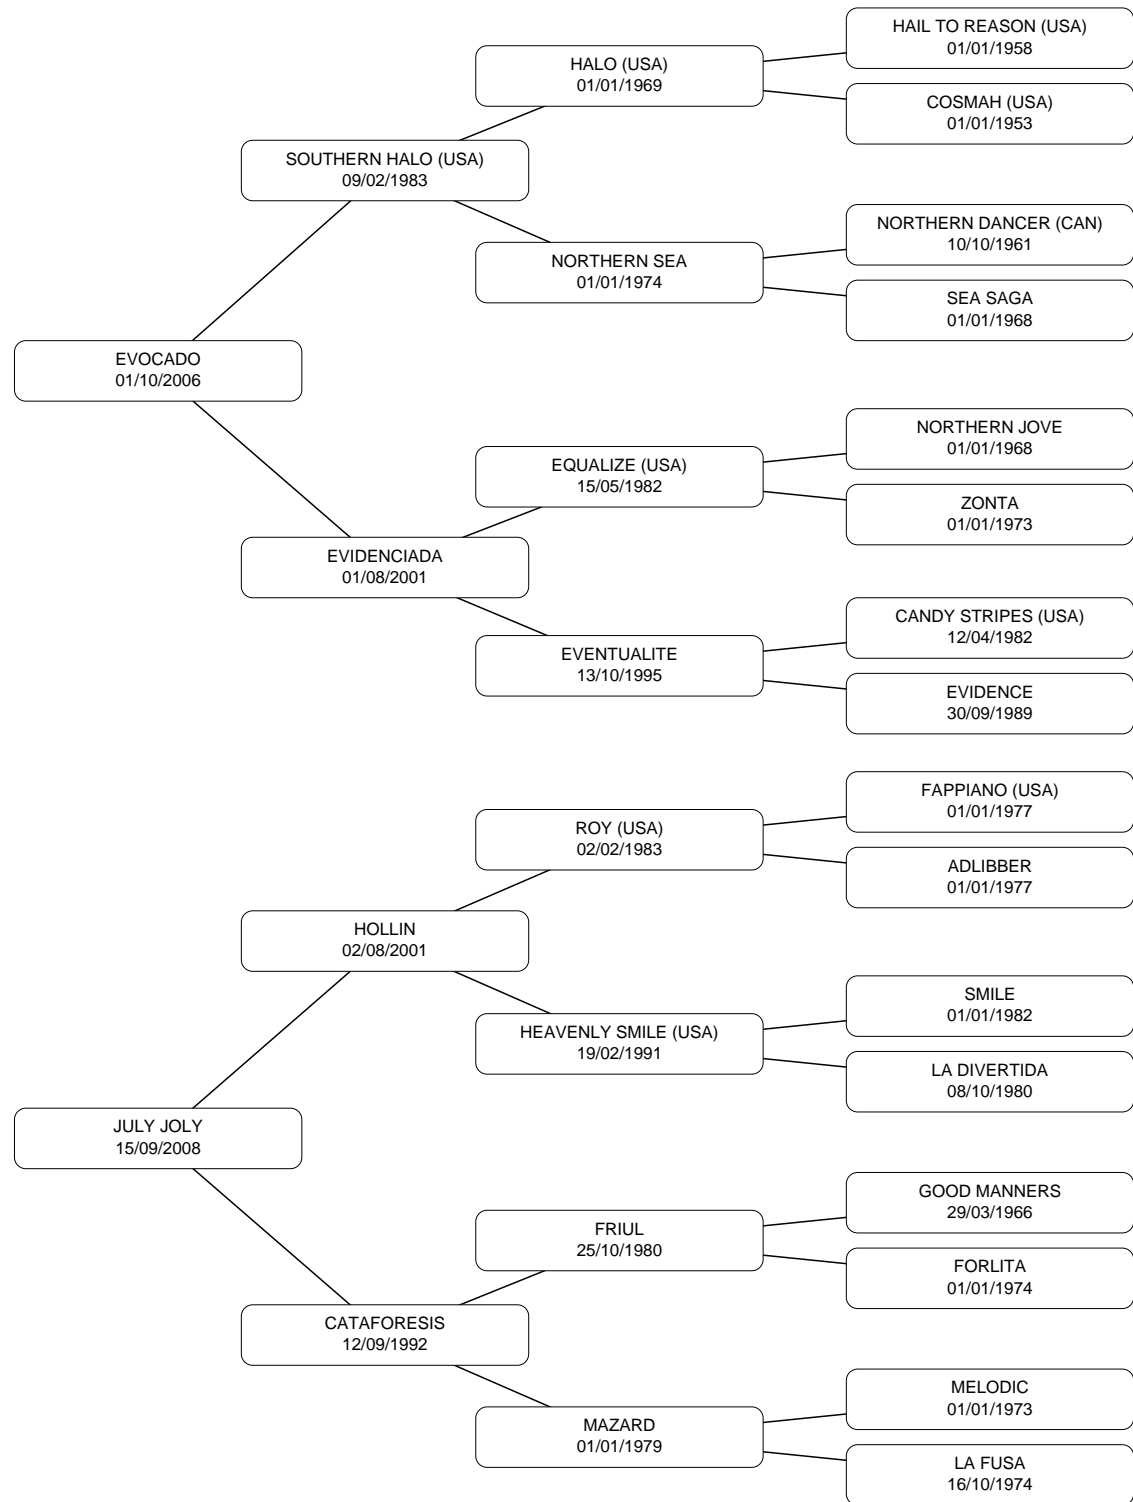 HAIL TO REASON (USA)
01/01/1958
HALO (USA)
01/01/1969
COSMAH (USA)
01/01/1953
SOUTHERN HALO (USA)
09/02/1983
NORTHERN DANCER (CAN)
10/10/1961
NORTHERN SEA
01/01/1974
SEA SAGA
01/01/1968
EVOCADO
01/10/2006
NORTHERN JOVE
01/01/1968
EQUALIZE (USA)
15/05/1982
ZONTA
01/01/1973
EVIDENCIADA
01/08/2001
CANDY STRIPES (USA)
12/04/1982
EVENTUALITE
13/10/1995
EVIDENCE
30/09/1989
FAPPIANO (USA)
01/01/1977
ROY (USA)
02/02/1983
ADLIBBER
01/01/1977
HOLLIN
02/08/2001
SMILE
01/01/1982
HEAVENLY SMILE (USA)
19/02/1991
LA DIVERTIDA
08/10/1980
JULY JOLY
15/09/2008
GOOD MANNERS
29/03/1966
FRIUL
25/10/1980
FORLITA
01/01/1974
CATAFORESIS
12/09/1992
MELODIC
01/01/1973
MAZARD
01/01/1979
LA FUSA
16/10/1974